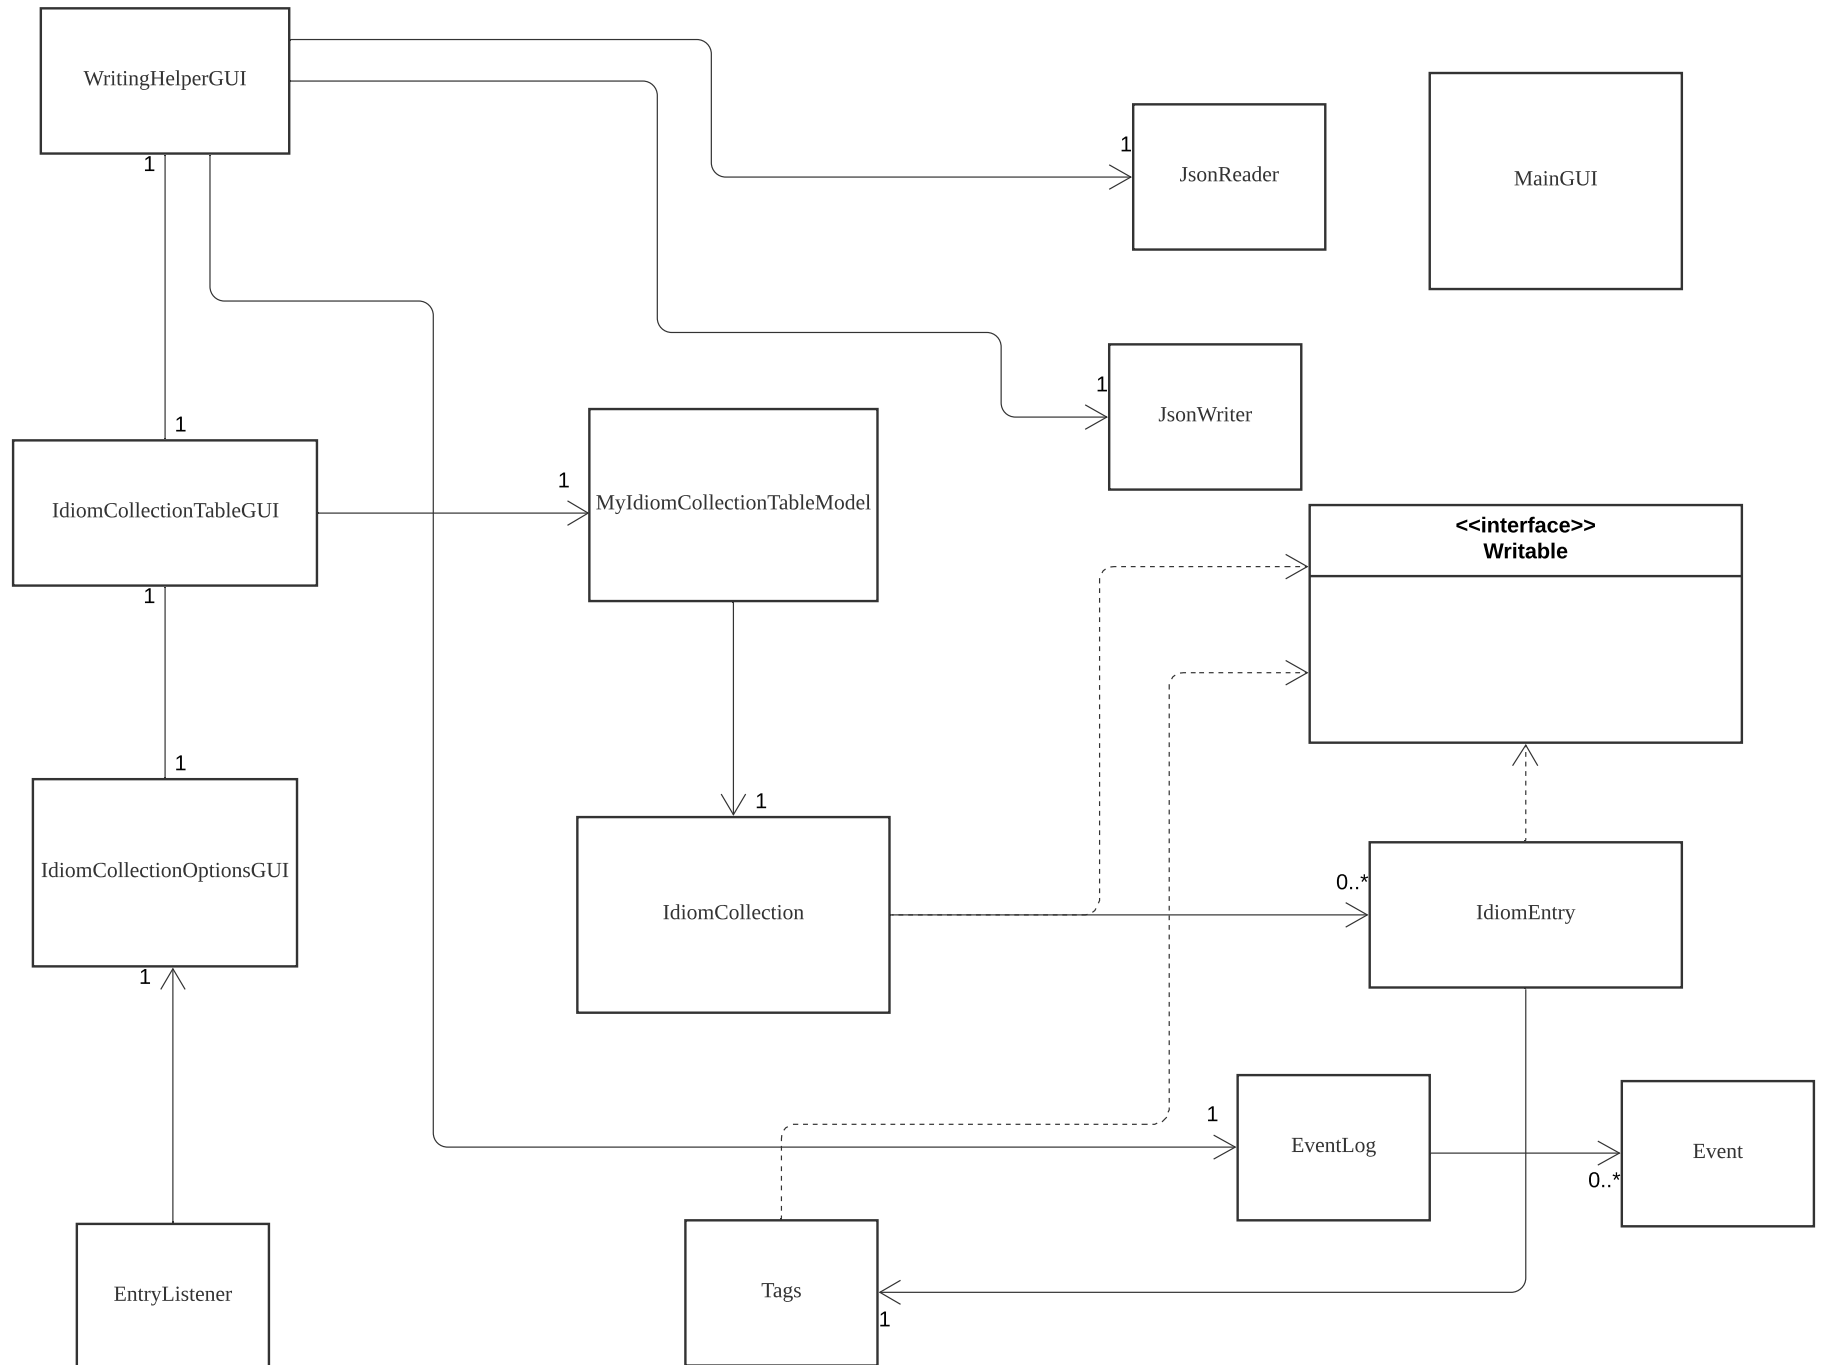 WritingHelperGUI
1
JsonReader
MainGUI
1
1
JsonWriter
1
IdiomCollectionTableGUI
1
MyIdiomCollectionTableModel
<<interface>>
Writable
1
1
IdiomCollectionOptionsGUI
1
1
IdiomCollection
0..*
IdiomEntry
1
EventLog
0..*
Event
EntryListener
Tags
1